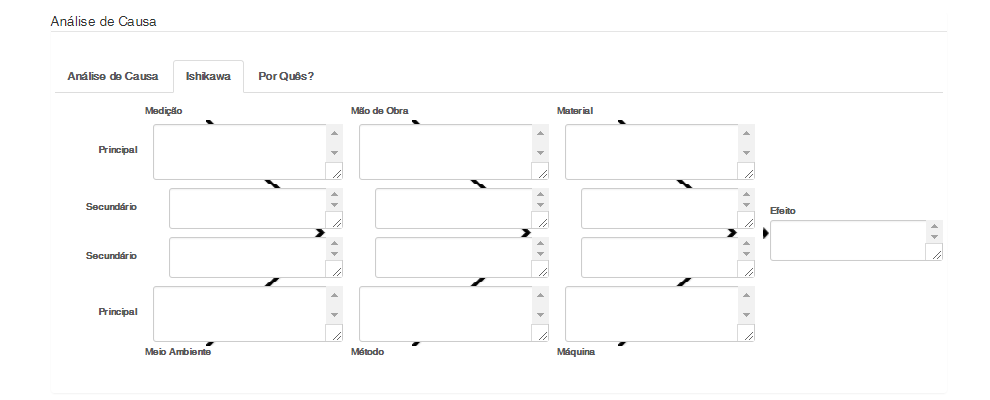 Análise de Causa
Análise de Causa Ishikawa Por Quês?
Medição Mão de Obra Material
Principal
Secundário
Efeito
Secundário
Principal
Meio Ambiente Método Máquina